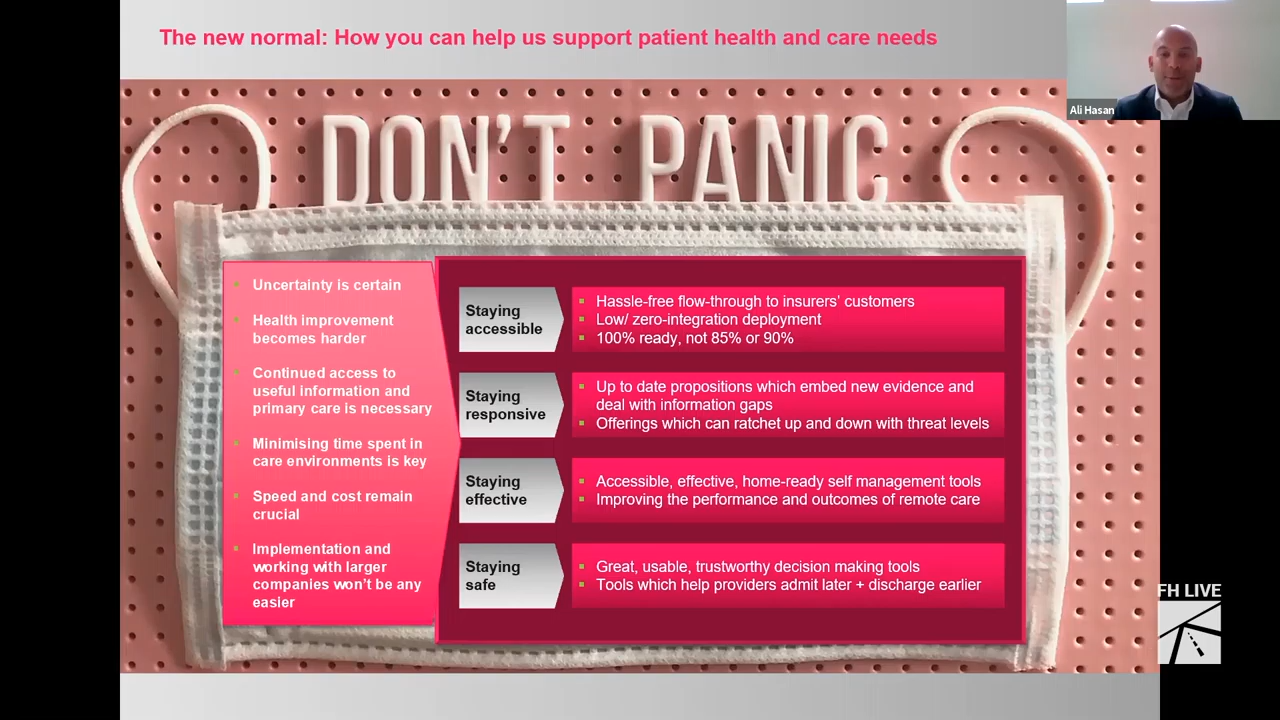 The new normal: How you can help us support patient health and care needs
Ali Hasan
DON'T PANIC
Uncertainty is certain
Health improvement
becomes harder
Continued access to
useful information and
primary care is necessary
Minimising time spent in
care environments is key
Speed and cost remain
crucial
Implementation and
working with larger
companies won't be any
easier
Staying
accessible
Hassle-free flow-through to insurers' customers
Low/ zero-integration deployment
100% ready, not 85% or 90%
Staying
responsive
Up to date propositions which embed new evidence and
deal with information gaps
Offerings which can ratchet up and down with threat levels
Staying
effective
Accessible, effective, home-ready self management tools
Improving the performance and outcomes of remote care
Staying
safe
Great, usable, trustworthy decision making tools
Tools which help providers admit later + discharge earlier
FH LIVE